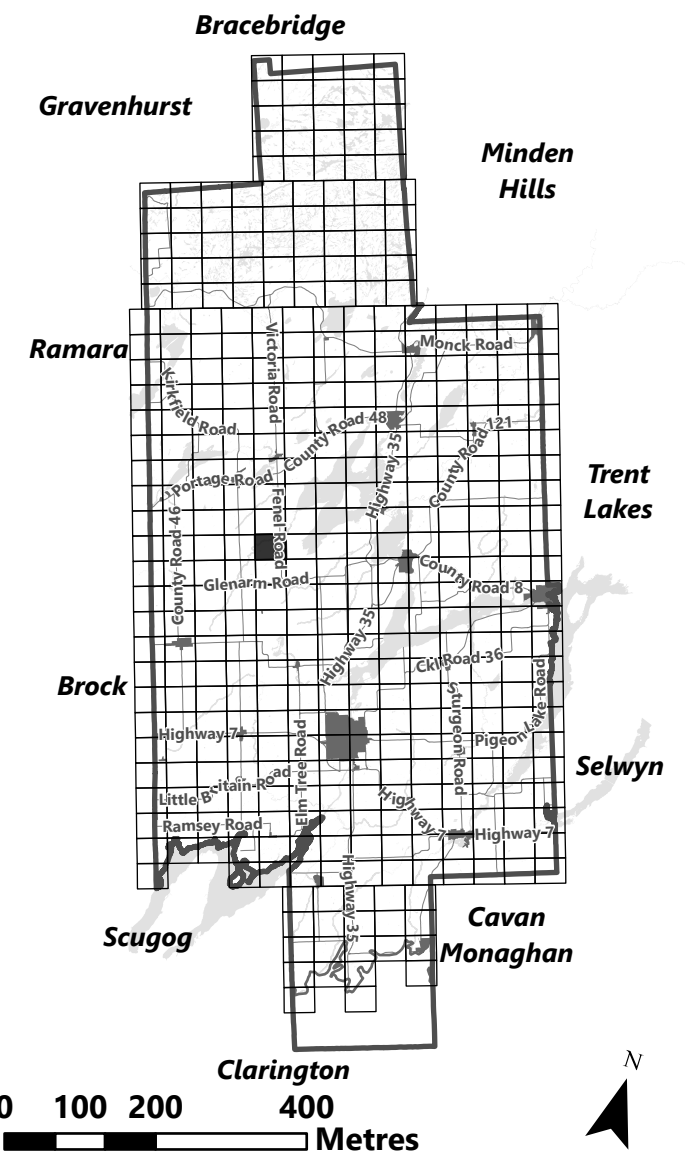 Bracebridge
Gravenhurst
Minden
Hills
Ramara
Monck Road
Victoria Road
Kirkfield Road
County Road 48
Highway 35
County Road 121
Portage Road
Trent
Lakes
Fenel Road
County Road 46
Glenarm Road
County Road 8
Highway 35
Ckl Road 36
Brock
Sturgeon Road
Pigeon Lake Road
Highway 7
Elm Tree Road
Selwyn
Little Britain Road
Highway 7
Highway 7
Ramsey Road
Highway 35
Scugog
Cavan
Monaghan
Clarington
N
0 100 200 400
Metres